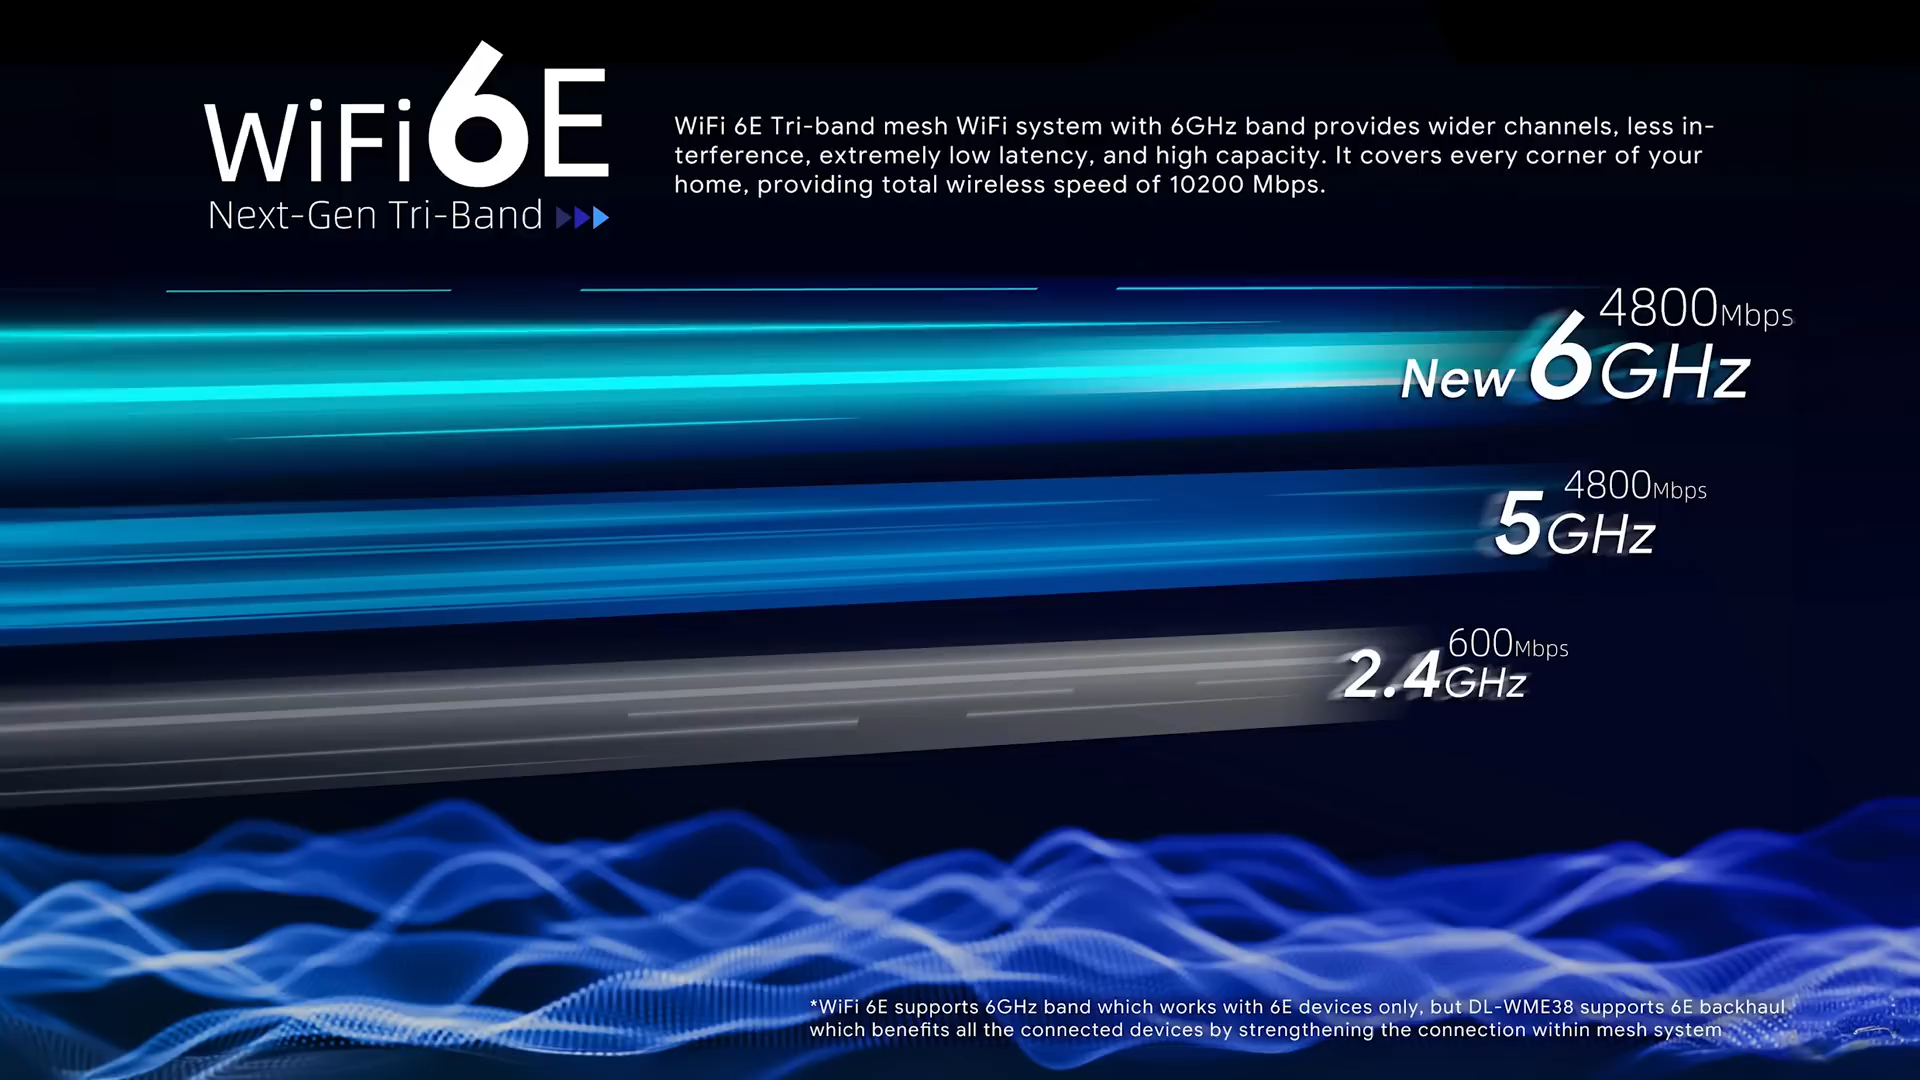 WiFi 6E
Next-Gen Tri-Band
WiFi 6E Tri-band mesh WiFi system with 6GHz band provides wider channels, less in-
terference, extremely low latency, and high capacity. It covers every corner of your
home, providing total wireless speed of 10200 Mbps.
4800Mbps
New 6GHz
4800Mbps
5GHz
600Mbps
2.4GHz
*WiFi 6E supports 6GHz band which works with 6E devices only, but DL-WME38 supports 6E backhaul
which benefits all the connected devices by strengthening the connection within mesh system